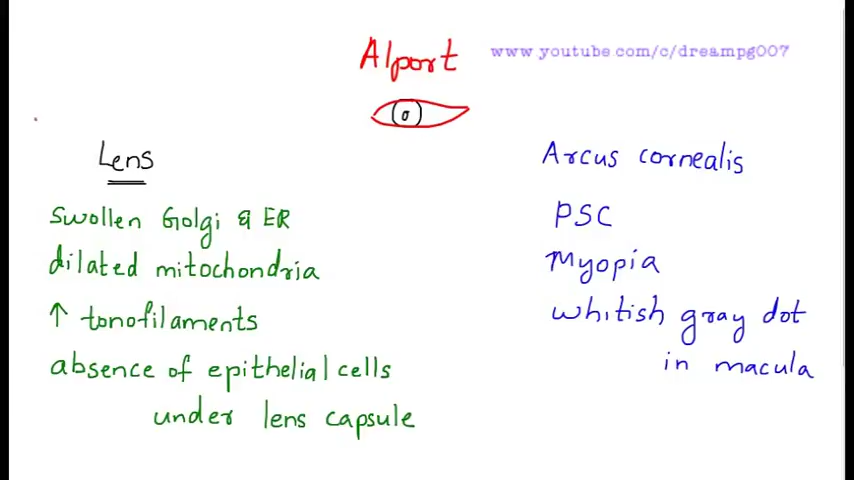 Alport
www.youtube.com/c/dreampg007
Lens
Swollen Golgi & ER
dilated mitochondria
↑ tonofilaments
absence of epithelial cells
under lens capsule
Arcus cornealis
PSC
Myopia
whitish gray dot
in macula